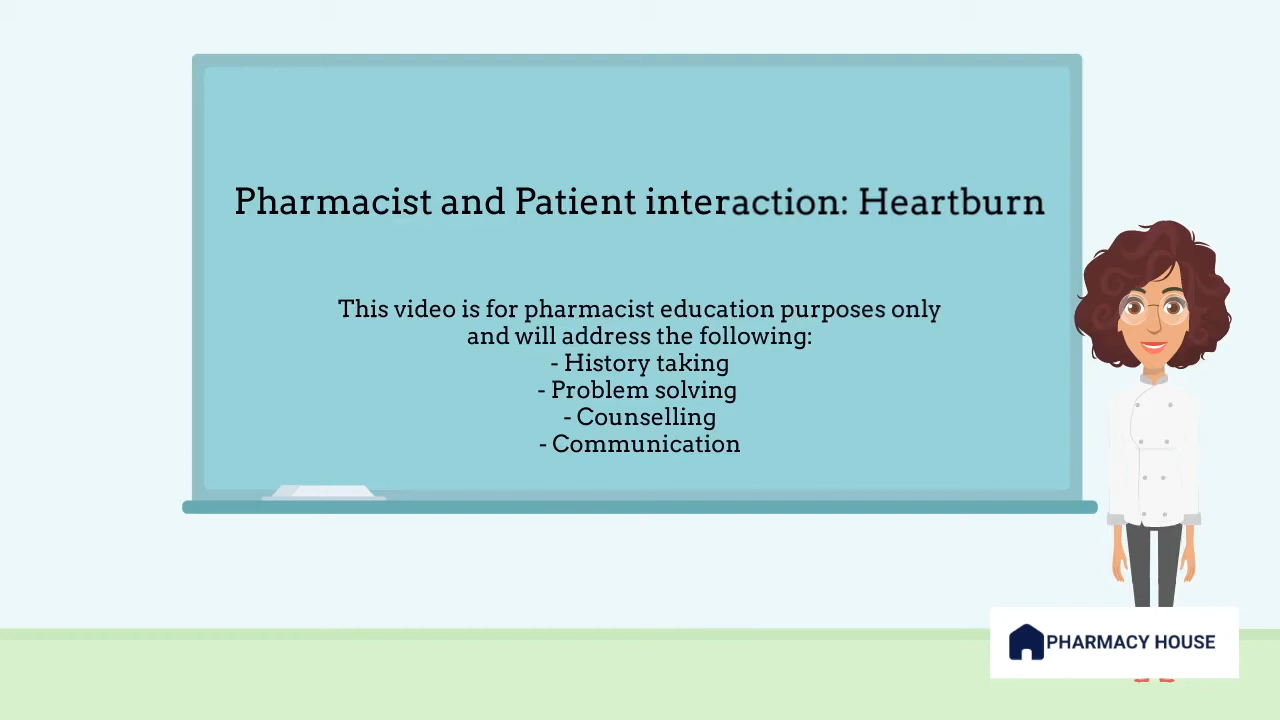 Pharmacist and Patient interaction: Heartburn
This video is for pharmacist education purposes only
and will address the following:
- History taking
- Problem solving
- Counselling
- Communication
PHARMACY HOUSE